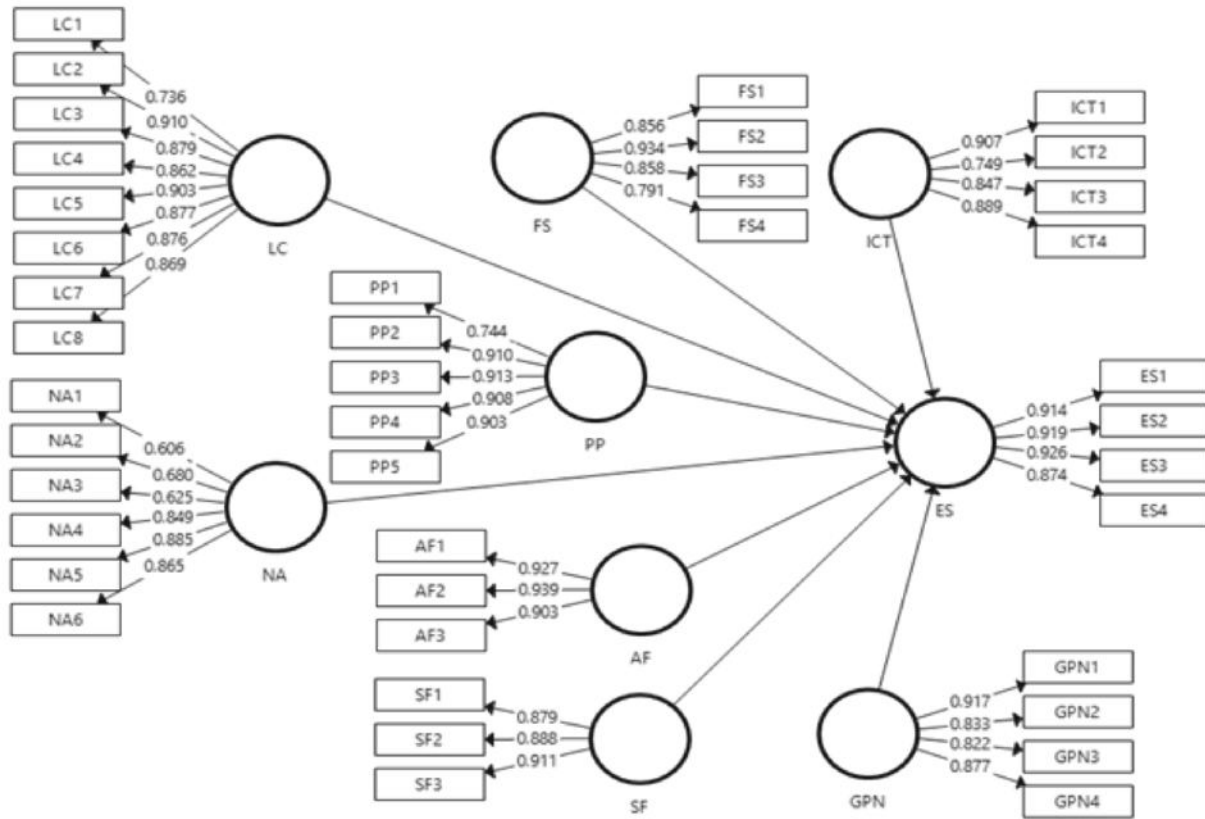 LC1
LC2
LC3
LC4
LC5
LC6
LC7
LC8
0.736
0.910
0.879
0.862
0.903
0.877
0.876
0.869
LC
FS1
FS2
FS3
FS4
0.856
0.934
0.858
0.791
FS
ICT1
ICT2
ICT3
ICT4
0.907
0.749
0.847
0.889
ICT
PP1
PP2
PP3
PP4
PP5
0.744
0.910
0.913
0.908
0.903
PP
NA1
NA2
NA3
NA4
NA5
NA6
0.606
0.680
0.625
0.849
0.885
0.865
NA
ES1
ES2
ES3
ES4
0.914
0.919
0.926
0.874
ES
AF1
AF2
AF3
0.927
0.939
0.903
AF
SF1
SF2
SF3
0.879
0.888
0.911
SF
GPN1
GPN2
GPN3
GPN4
0.917
0.833
0.822
0.877
GPN